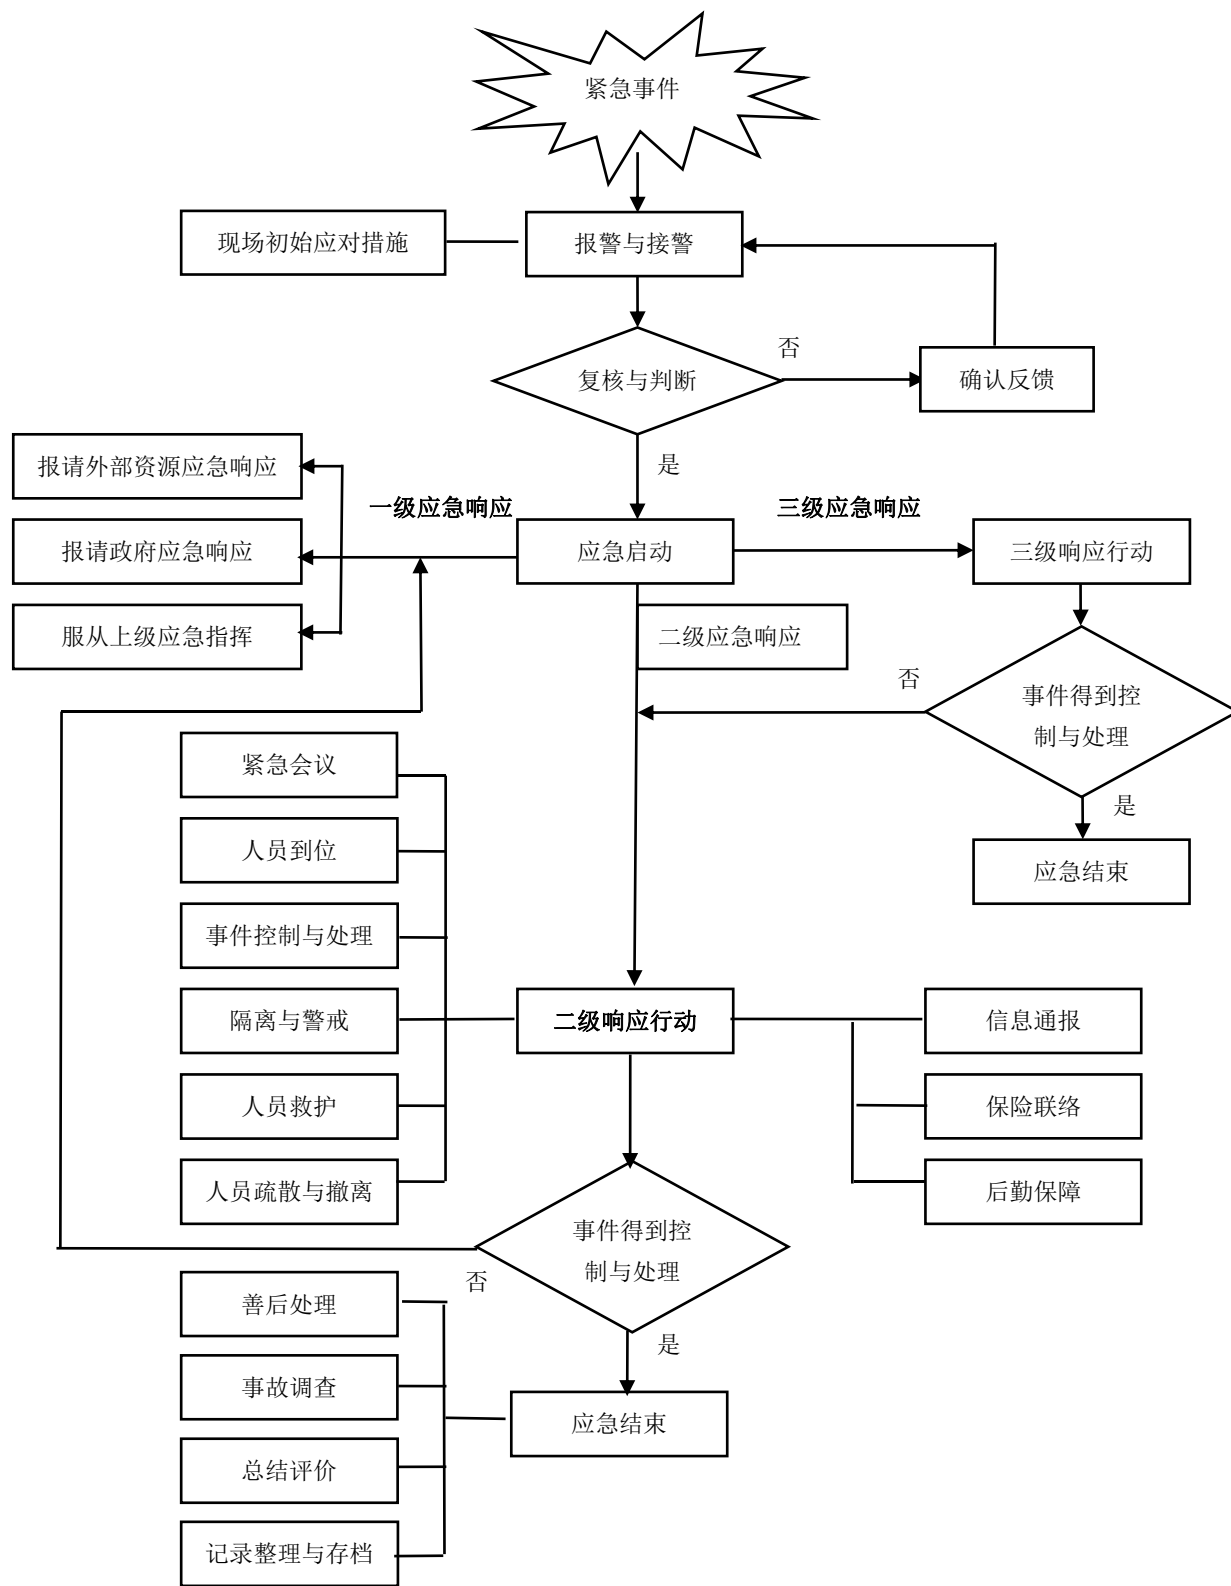 紧急事件
现场初始应对措施
报警与接警
否
复核与判断
确认反馈
是
报请外部资源应急响应
一级应急响应
三级应急响应
报请政府应急响应
应急启动
三级响应行动
服从上级应急指挥
二级应急响应
否
事件得到控
制与处理
紧急会议
是
人员到位
应急结束
事件控制与处理
隔离与警戒
二级响应行动
信息通报
人员救护
保险联络
人员疏散与撤离
后勤保障
事件得到控
制与处理
否
善后处理
是
事故调查
应急结束
总结评价
记录整理与存档